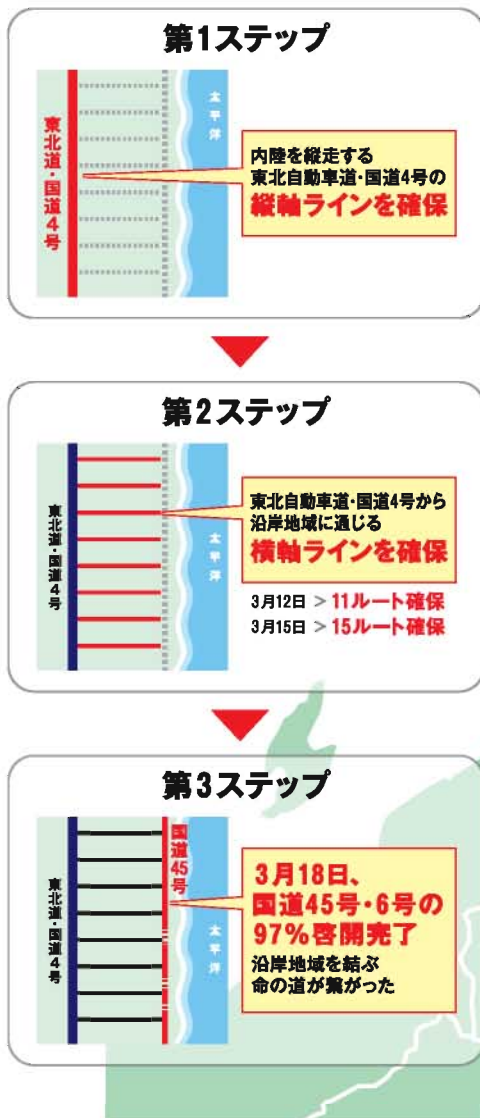 第1ステップ
東北道・国道4号
太平洋
内陸を縦走する
東北自動車道・国道4号の
縦軸ラインを確保
第2ステップ
東北道・国道4号
太平洋
東北自動車道・国道4号から
沿岸地域に通じる
横軸ラインを確保
3月12日 > 11ルート確保
3月15日 > 15ルート確保
第3ステップ
東北道・国道4号
国道45号
太平洋
3月18日、
国道45号・6号の
97%啓開完了
沿岸地域を結ぶ
命の道が繋がった